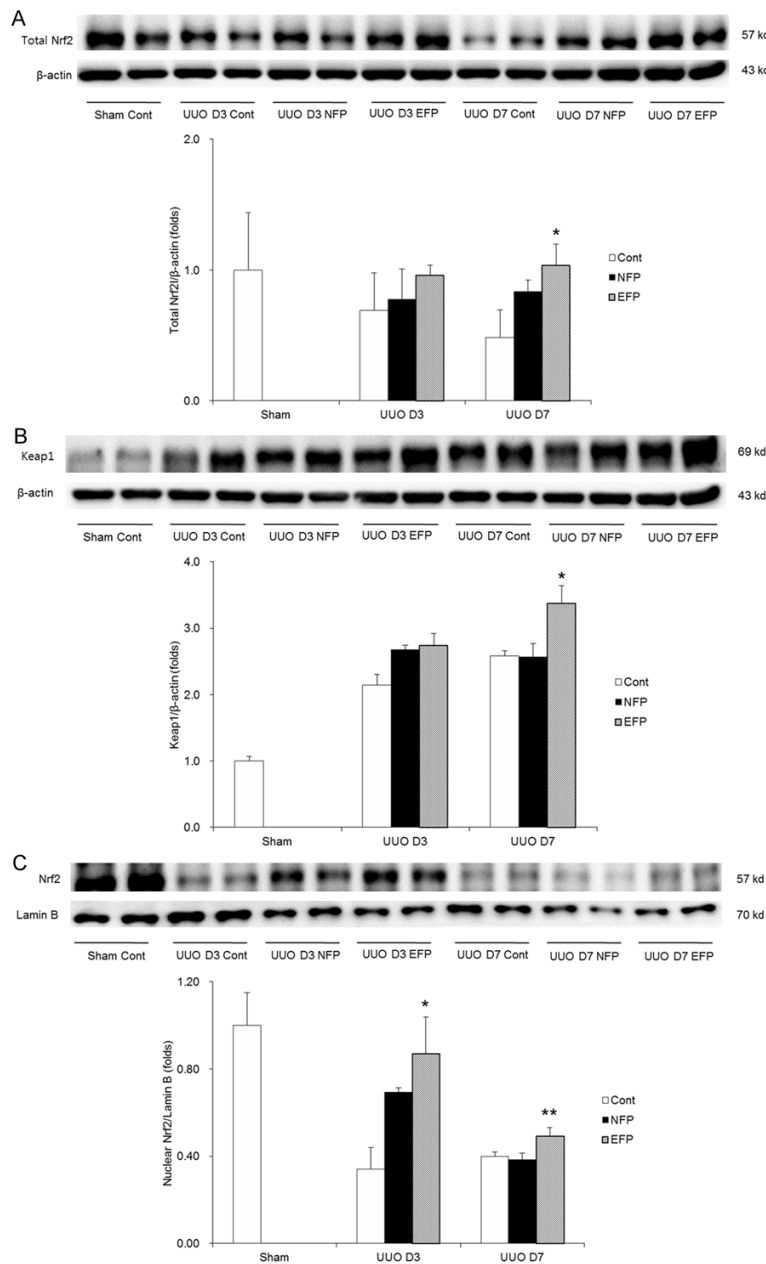 A
Total Nrf2
57 kd
β-actin
43 kd
Sham Cont UUO D3 Cont UUO D3 NFP UUO D3 EFP UUO D7 Cont UUO D7 NFP UUO D7 EFP
Total Nrf2l/β-actin (folds)
2.0
1.0
0.0
*
Cont
NFP
EFP
Sham UUO D3 UUO D7
B
Keap1
69 kd
β-actin
43 kd
Sham Cont UUO D3 Cont UUO D3 NFP UUO D3 EFP UUO D7 Cont UUO D7 NFP UUO D7 EFP
Keap1/β-actin (folds)
4.0
3.0
2.0
1.0
0.0
*
Cont
NFP
EFP
Sham UUO D3 UUO D7
C
Nrf2
57 kd
Lamin B
70 kd
Sham Cont UUO D3 Cont UUO D3 NFP UUO D3 EFP UUO D7 Cont UUO D7 NFP UUO D7 EFP
Nuclear Nrf2/Lamin B (folds)
1.20
0.80
0.40
0.00
*
**
Cont
NFP
EFP
Sham UUO D3 UUO D7